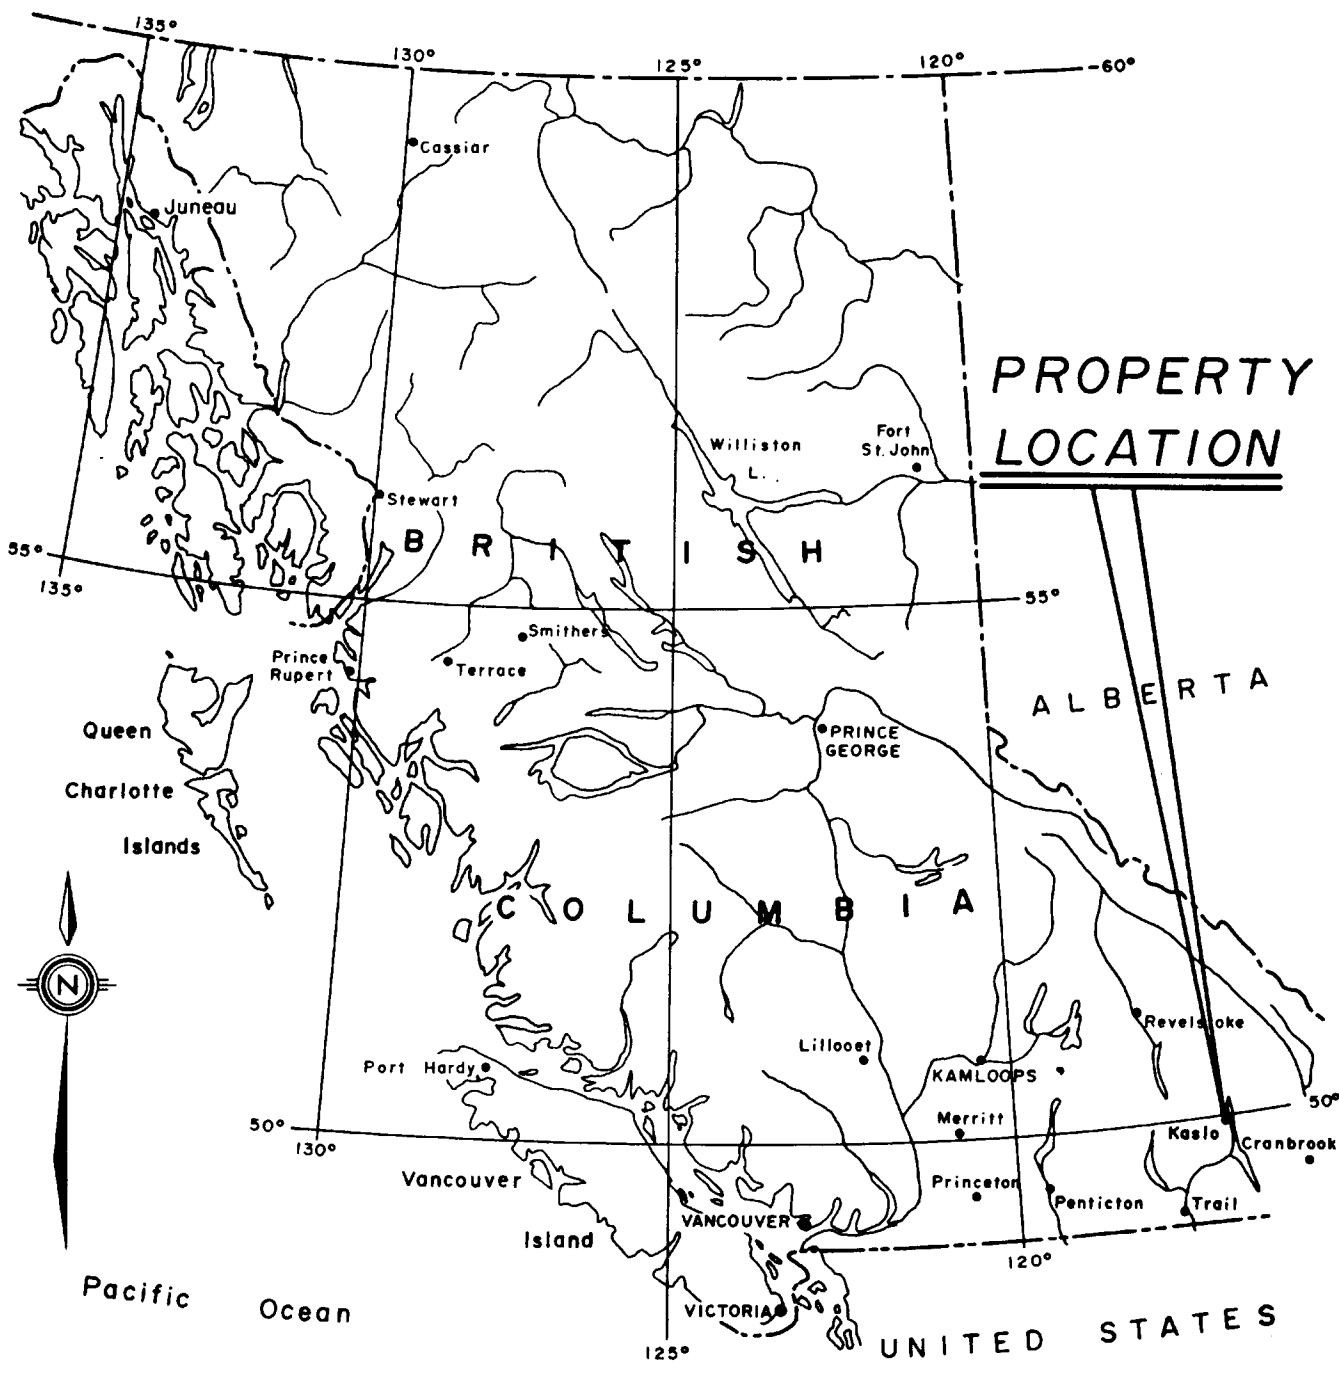 135°
130°
125°
120°
60°
Cassiar
Juneau
PROPERTY
LOCATION
Williston
L.
Fort
St. John
Stewart
BRITISH
55°
135°
55°
Smithers
Terrace
Prince
Rupert
ALBERTA
Queen
Charlotte
Islands
PRINCE
GEORGE
COLUMBIA
N
Revelstoke
Lillooet
KAMLOOPS
Port Hardy
Merritt
50°
50°
130°
Kaslo
Cranbrook
Vancouver
Island
Princeton
Penticton
Trail
VANCOUVER
120°
Pacific Ocean
VICTORIA
UNITED STATES
125°